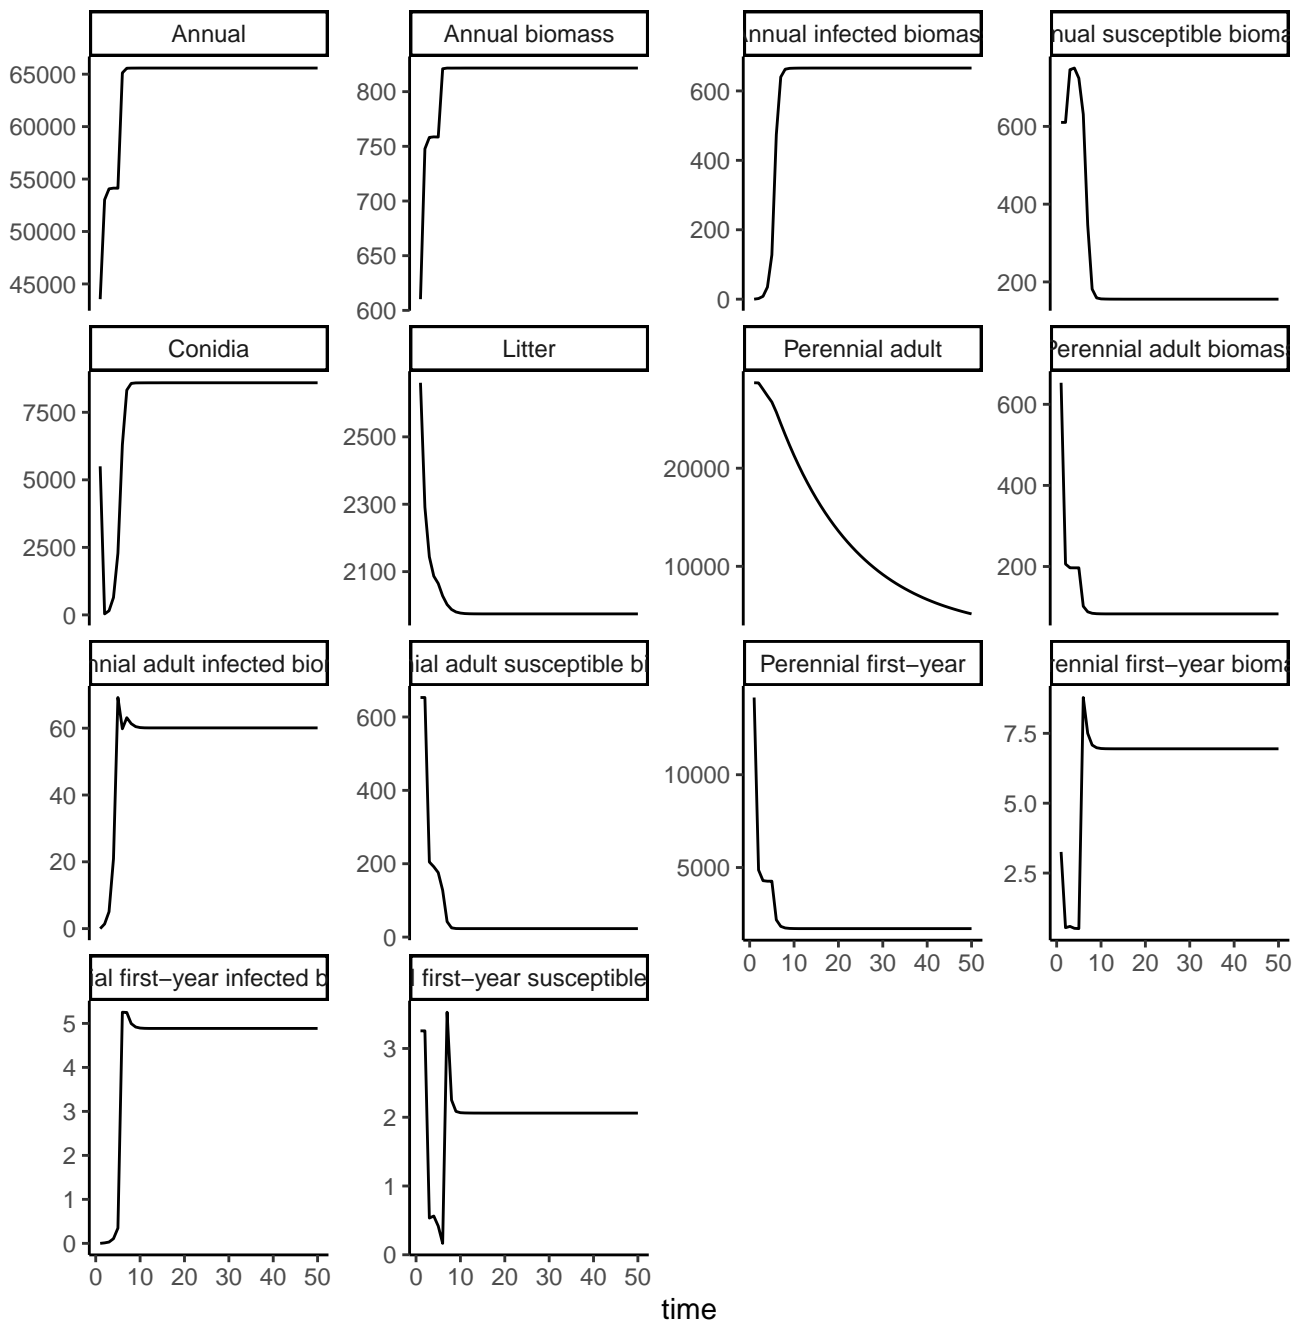 Annual
Annual biomass
Annual infected biomas
nual susceptible bioma
65000
60000
55000
50000
45000
800
750
700
650
600
600
400
200
0
600
400
200
Conidia
Litter
Perennial adult
Perennial adult biomas
7500
5000
2500
0
2500
2300
2100
20000
10000
600
400
200
nnial adult infected bio
ial adult susceptible b
Perennial first−year
rennial first−year bioma
60
40
20
0
600
400
200
0
10000
5000
7.5
5.0
2.5
0 10 20 30 40 50
0 10 20 30 40 50
ial first−year infected b
l first−year susceptible
5
4
3
2
1
0
3
2
1
0
0 10 20 30 40 50
0 10 20 30 40 50
time